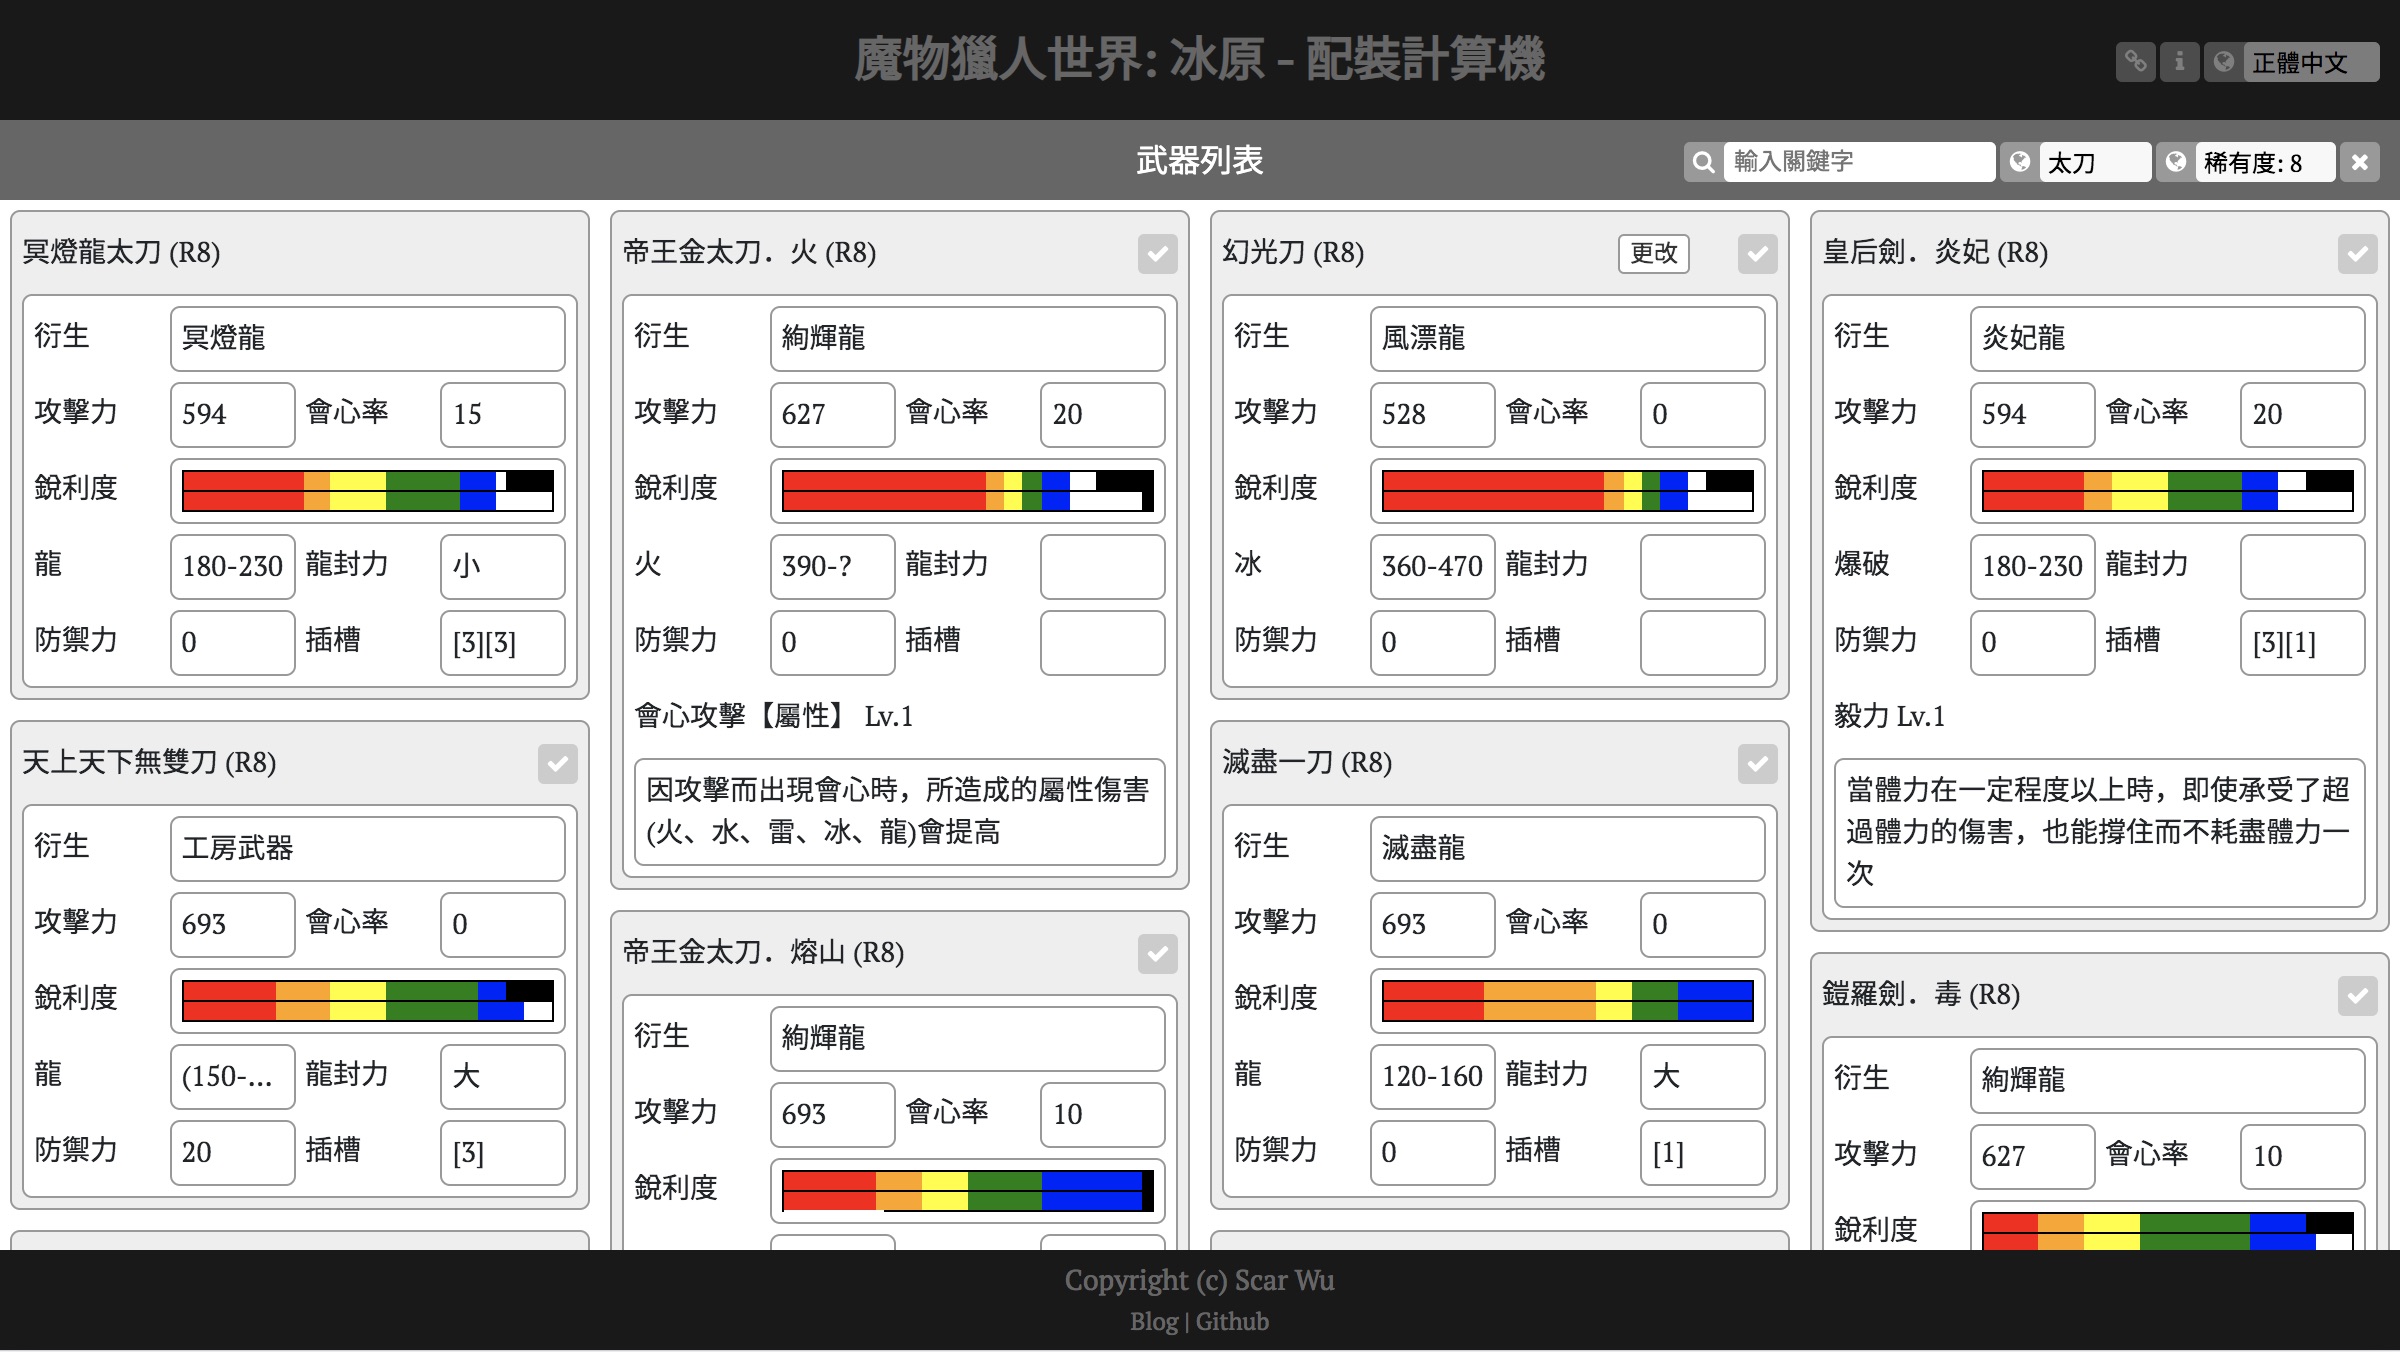 魔物獵人世界: 冰原 - 配裝計算機
正體中文
武器列表
輸入關鍵字
太刀
稀有度: 8
冥燈龍太刀 (R8)
衍生 冥燈龍
攻擊力 594 會心率 15
銳利度
龍 180-230 龍封力 小
防禦力 0 插槽 [3][3]
天上天下無雙刀 (R8)
衍生 工房武器
攻擊力 693 會心率 0
銳利度
龍 (150-... 龍封力 大
防禦力 20 插槽 [3]
帝王金太刀．火 (R8)
衍生 絢輝龍
攻擊力 627 會心率 20
銳利度
火 390-? 龍封力
防禦力 0 插槽
會心攻擊【屬性】 Lv.1
因攻擊而出現會心時，所造成的屬性傷害
(火、水、雷、冰、龍)會提高
帝王金太刀．熔山 (R8)
衍生 絢輝龍
攻擊力 693 會心率 10
銳利度
幻光刀 (R8) 更改
衍生 風漂龍
攻擊力 528 會心率 0
銳利度
冰 360-470 龍封力
防禦力 0 插槽
滅盡一刀 (R8)
衍生 滅盡龍
攻擊力 693 會心率 0
銳利度
龍 120-160 龍封力 大
防禦力 0 插槽 [1]
皇后劍．炎妃 (R8)
衍生 炎妃龍
攻擊力 594 會心率 20
銳利度
爆破 180-230 龍封力
防禦力 0 插槽 [3][1]
毅力 Lv.1
當體力在一定程度以上時，即使承受了超
過體力的傷害，也能撐住而不耗盡體力一
次
鎧羅劍．毒 (R8)
衍生 絢輝龍
攻擊力 627 會心率 10
銳利度
Copyright (c) Scar Wu
Blog | Github